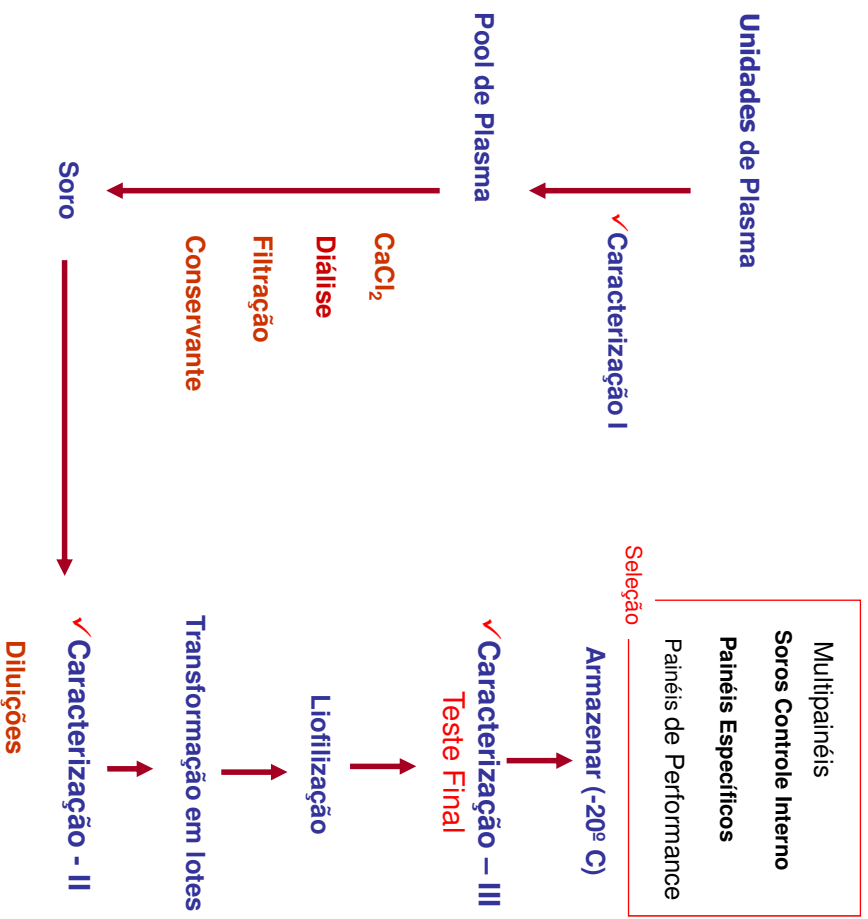 Unidades de Plasma
✓Caracterização I
Pool de Plasma
CaCl₂
Diálise
Filtração
Conservante
Soro
Seleção
Multipainéis
Soros Controle Interno
Painéis Específicos
Painéis de Performance
Armazenar (-20º C)
✓Caracterização – III
Teste Final
Liofilização
Transformação em lotes
✓Caracterização - II
Diluições